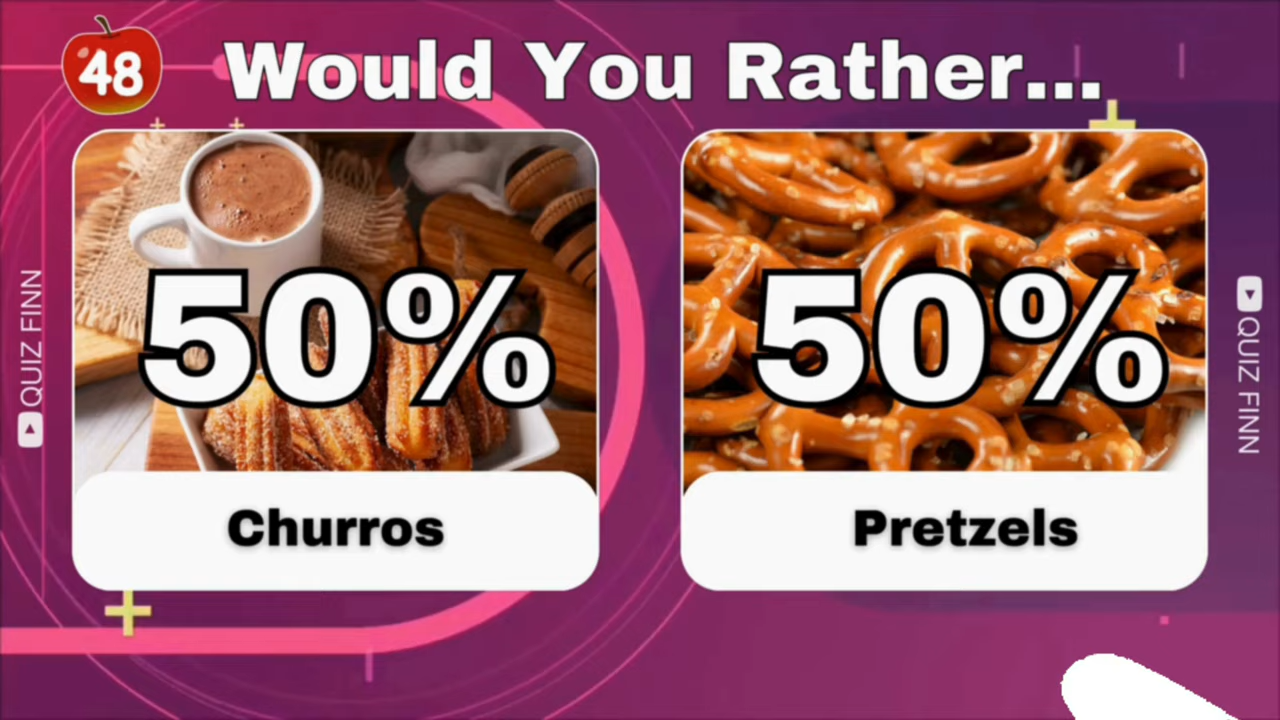 48
Would You Rather...
50%
50%
Churros
Pretzels
QUIZ FINN
QUIZ FINN